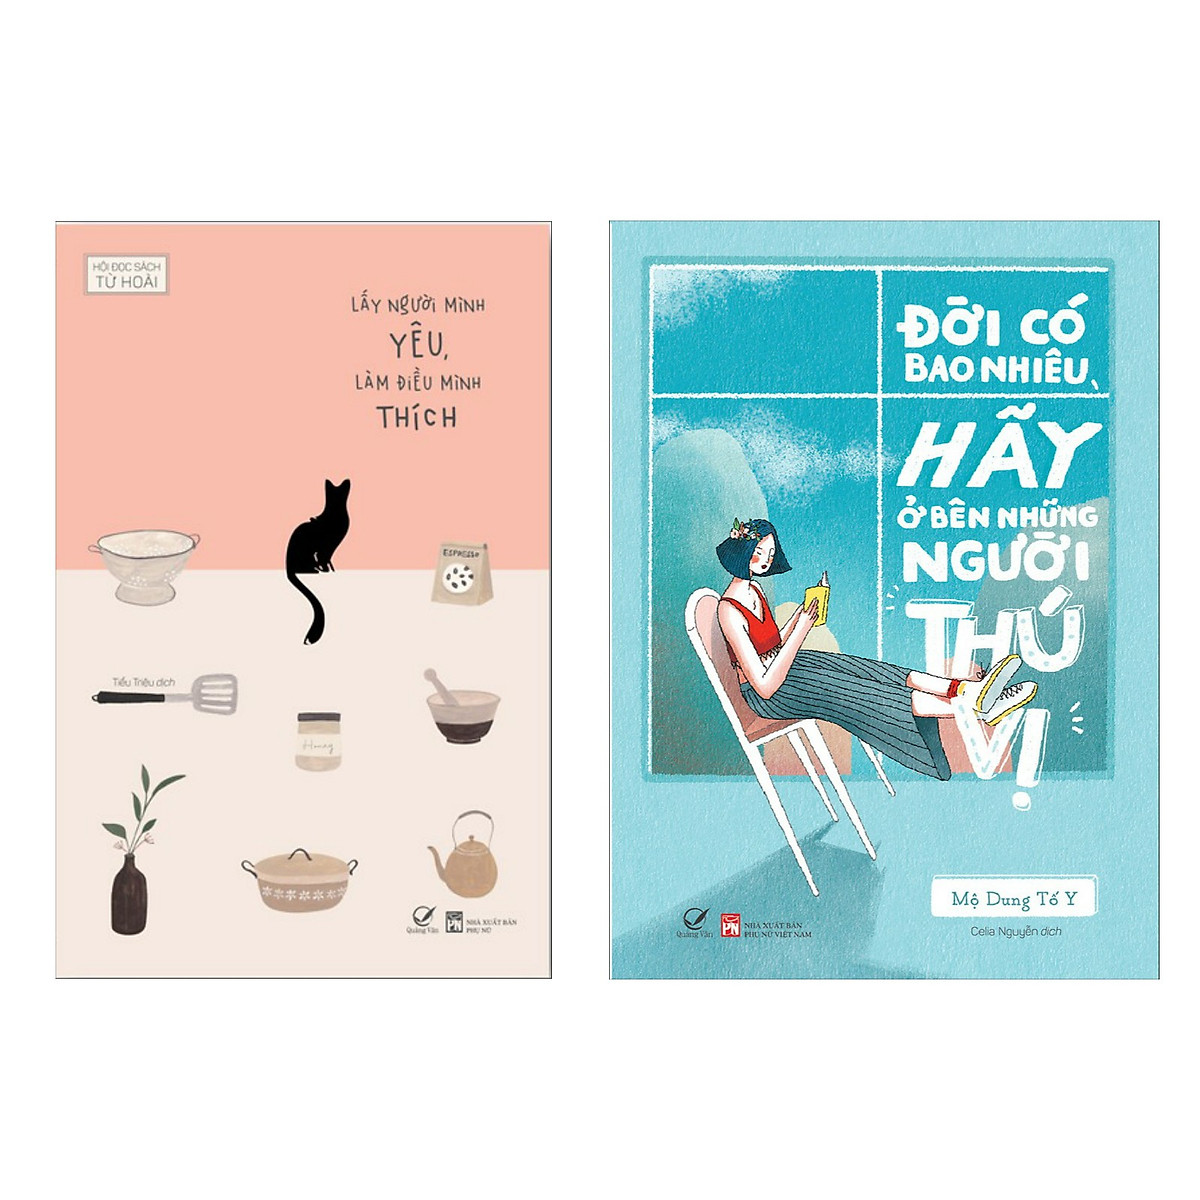 HỘI ĐỌC SÁCH
TỪ HOÀI
LẤY NGƯỜI MÌNH
YÊU,
LÀM ĐIỀU MÌNH
THÍCH
ESPRESSO
Tiểu Triệu dịch
Honey
Quảng Văn
PN
NHÀ XUẤT BẢN
PHỤ NỮ
ĐỜI CÓ
BAO NHIÊU,
HÃY
Ở BÊN NHỮNG
NGƯỜI
THÚ
VỊ
Mộ Dung Tố Y
Celia Nguyễn dịch
Quảng Văn
PN
NHÀ XUẤT BẢN
PHỤ NỮ VIỆT NAM